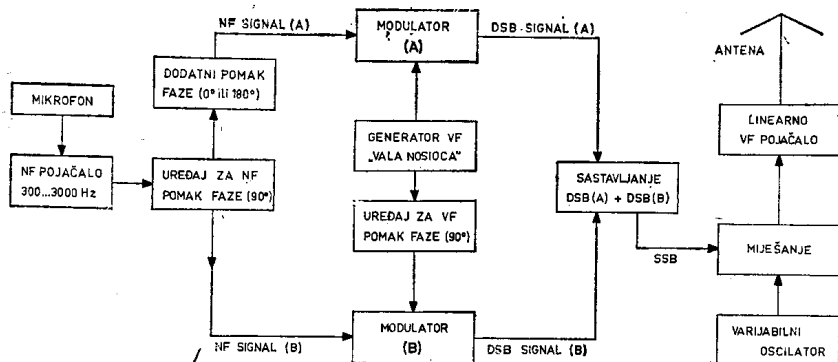 NF SIGNAL (A)
MODULATOR
(A)
DSB SIGNAL (A)
ANTENA
DODATNI POMAK
FAZE (0° ili 180°)
MIKROFON
LINEARNO
VF POJAČALO
GENERATOR VF
„VALA NOSIOCA"
NF POJAČALO
300...3000 Hz
UREĐAJ ZA NF
POMAK FAZE (90°)
SASTAVLJANJE
DSB(A) + DSB(B)
UREĐAJ ZA VF
POMAK FAZE (90°)
SSB
MIJEŠANJE
NF SIGNAL (B)
MODULATOR
(B)
DSB SIGNAL (B)
VARIJABILNI
OSCILATOR